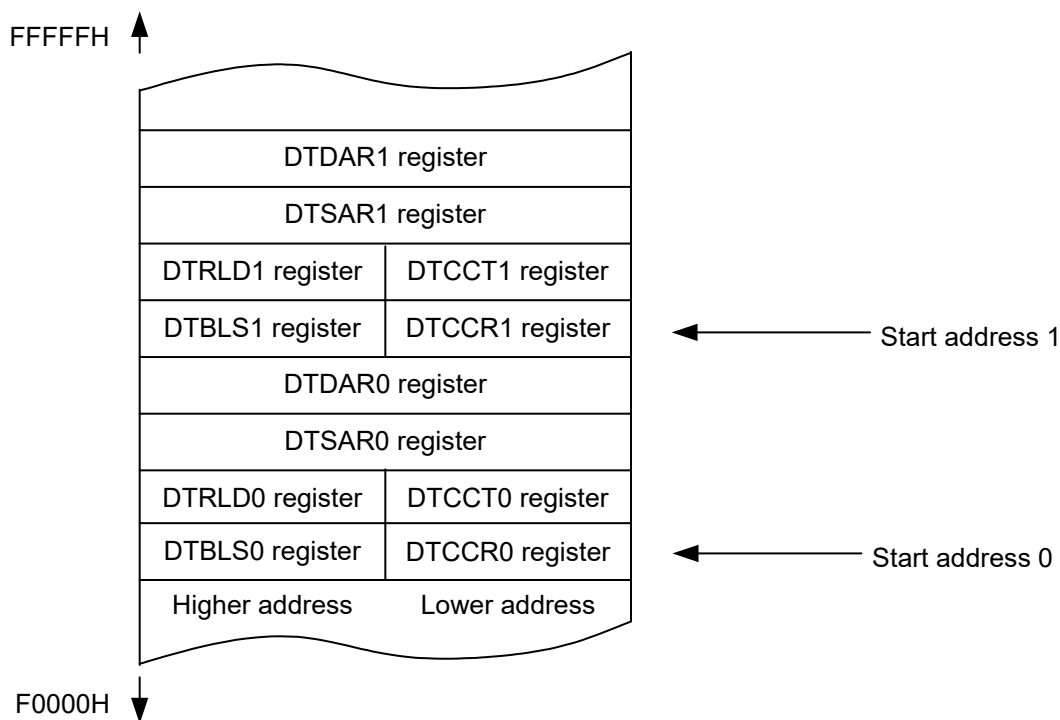 FFFFFH
DTDAR1 register
DTSAR1 register
DTRLD1 register DTCCT1 register
DTBLS1 register DTCCR1 register
Start address 1
DTDAR0 register
DTSAR0 register
DTRLD0 register DTCCT0 register
DTBLS0 register DTCCR0 register
Start address 0
Higher address Lower address
F0000H